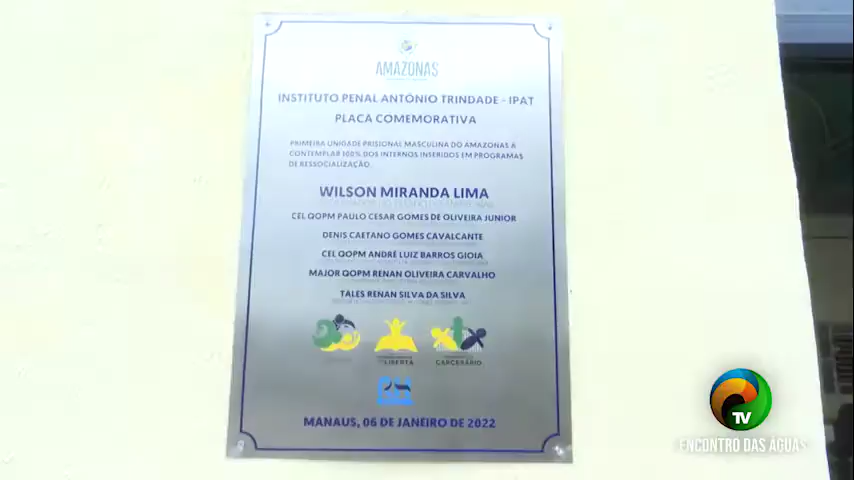 AMAZONAS
INSTITUTO PENAL ANTÔNIO TRINDADE - IPAT
PLACA COMEMORATIVA
PRIMEIRA UNIDADE PRISIONAL MASCULINA DO AMAZONAS A
CONTEMPLAR 100% DOS INTERNOS INSERIDOS EM PROGRAMAS
DE RESSOCIALIZAÇÃO.
WILSON MIRANDA LIMA
CEL QOPM PAULO CESAR GOMES DE OLIVEIRA JUNIOR
DENIS CAETANO GOMES CAVALCANTE
CEL QOPM ANDRÉ LUIZ BARROS GIOIA
MAJOR QOPM RENAN OLIVEIRA CARVALHO
TALES RENAN SILVA DA SILVA
LIBERTA
CARCERÁRIO
MANAUS, 06 DE JANEIRO DE 2022
TV
ENCONTRO DAS ÁGUAS